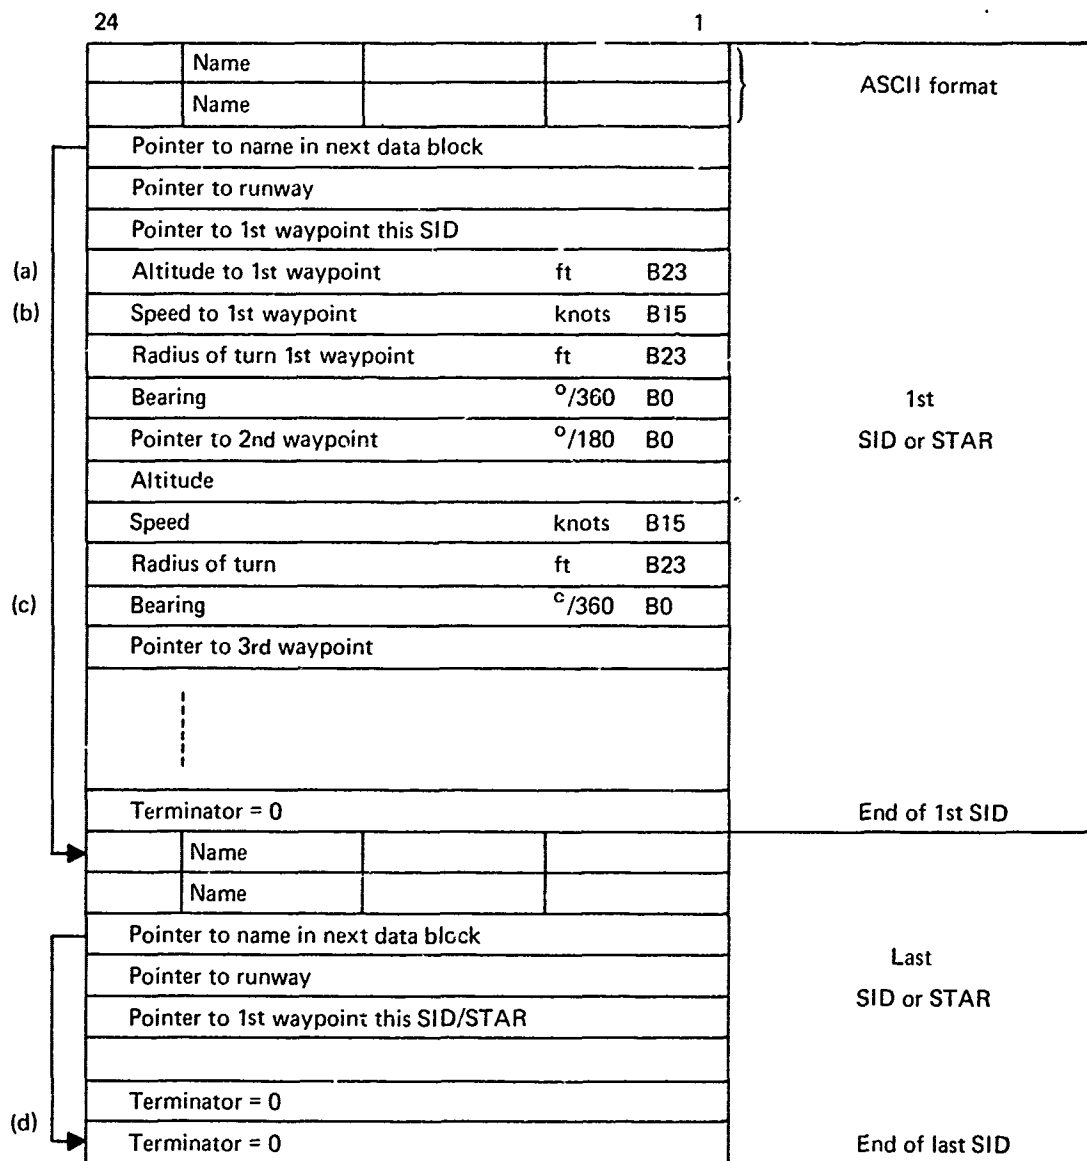 24 1
Name
ASCII format
Name
Pointer to name in next data block
Pointer to runway
Pointer to 1st waypoint this SID
(a) Altitude to 1st waypoint ft B23
(b) Speed to 1st waypoint knots B15
Radius of turn 1st waypoint ft B23
Bearing o/360 B0 1st
Pointer to 2nd waypoint o/180 B0 SID or STAR
Altitude
Speed knots B15
Radius of turn ft B23
(c) Bearing c/360 B0
Pointer to 3rd waypoint
Terminator = 0 End of 1st SID
Name
Name
Pointer to name in next data block
Last
Pointer to runway
SID or STAR
Pointer to 1st waypoint this SID/STAR
Terminator = 0
(d)
Terminator = 0 End of last SID